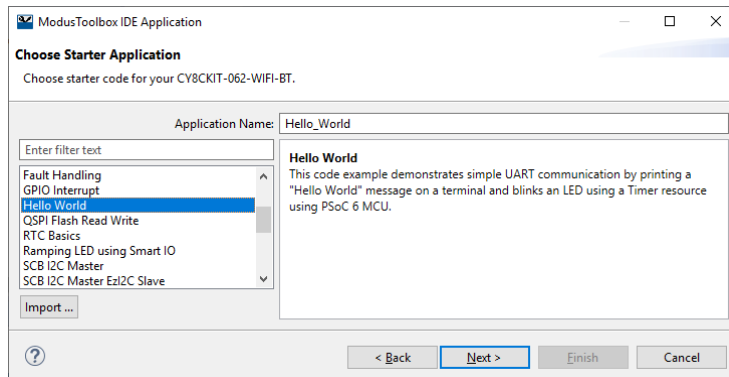 ModusToolbox IDE Application
Choose Starter Application
Choose starter code for your CY8CKIT-062-WIFI-BT.
Application Name: Hello_World
Enter filter text
Fault Handling
GPIO Interrupt
Hello World
QSPI Flash Read Write
RTC Basics
Ramping LED using Smart IO
SCB I2C Master
SCB I2C Master EzI2C Slave
Import ...
Hello World
This code example demonstrates simple UART communication by printing a
"Hello World" message on a terminal and blinks an LED using a Timer resource
using PSoC 6 MCU.
?
< Back
Next >
Finish
Cancel